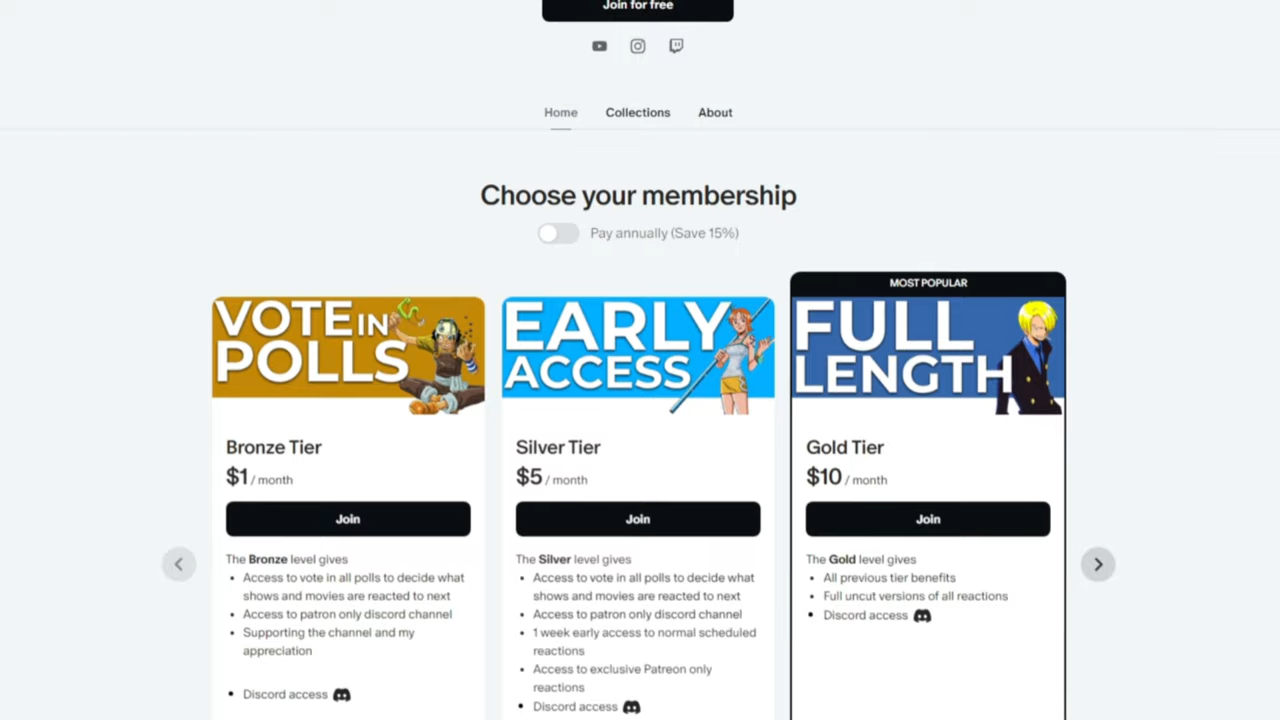 Join for free
Home Collections About
Choose your membership
Pay annually (Save 15%)
VOTE IN
POLLS
Bronze Tier
$1 / month
Join
The Bronze level gives
• Access to vote in all polls to decide what
shows and movies are reacted to next
• Access to patron only discord channel
• Supporting the channel and my
appreciation
• Discord access
EARLY
ACCESS
Silver Tier
$5 / month
Join
The Silver level gives
• Access to vote in all polls to decide what
shows and movies are reacted to next
• Access to patron only discord channel
• 1 week early access to normal scheduled
reactions
• Access to exclusive Patreon only
reactions
• Discord access
MOST POPULAR
FULL
LENGTH
Gold Tier
$10 / month
Join
The Gold level gives
• All previous tier benefits
• Full uncut versions of all reactions
• Discord access